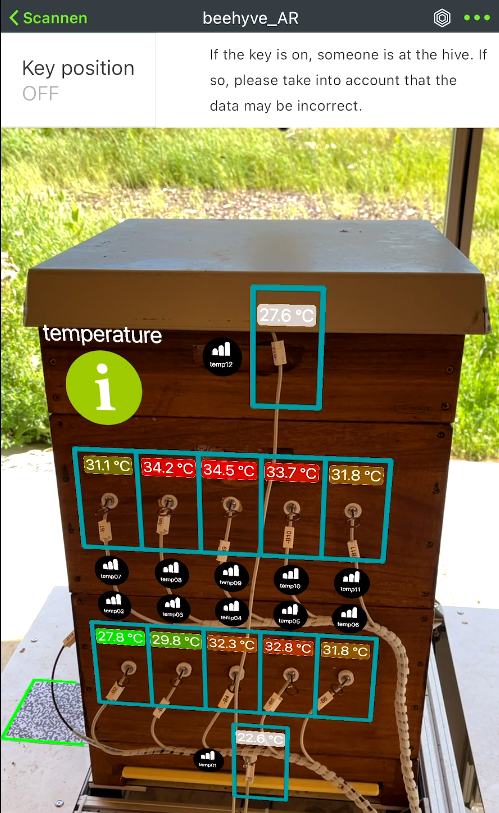 Scannen
beehyve_AR
Key position
OFF
If the key is on, someone is at the hive. If
so, please take into account that the
data may be incorrect.
27.6 °C
temperature
i
temp12
31.1 °C
34.2 °C
34.5 °C
33.7 °C
31.8 °C
temp07
temp08
temp09
temp10
temp11
temp02
temp03
temp04
temp05
temp06
27.8 °C
29.8 °C
32.3 °C
32.8 °C
31.8 °C
22.6 °C
temp01